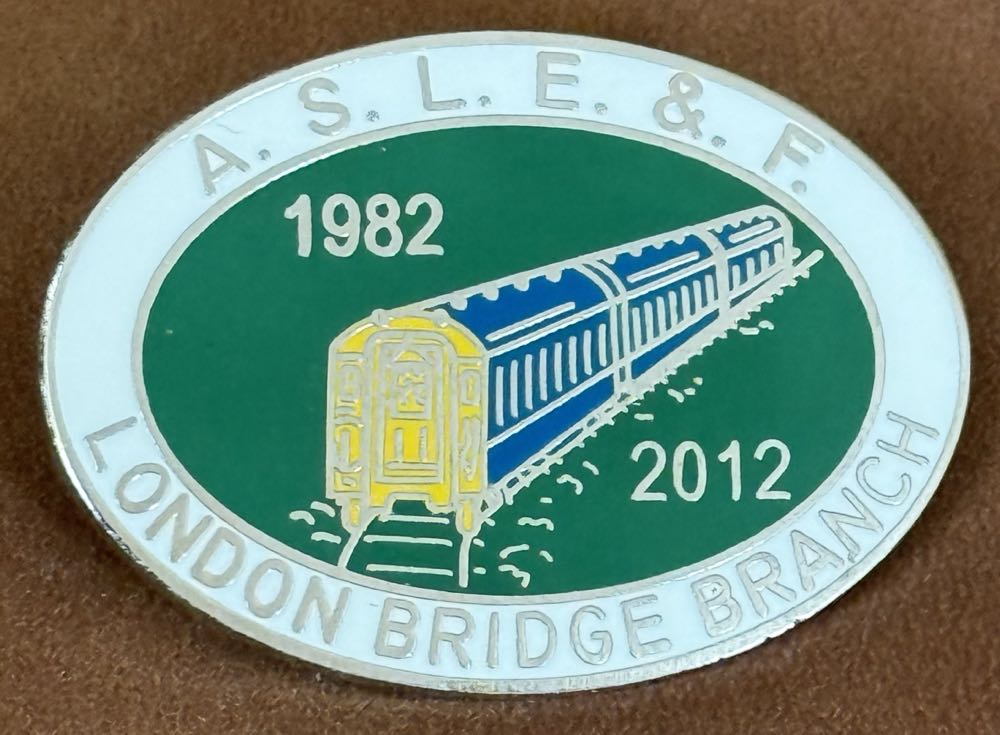 A. S. L. E. &. F.
1982
2012
LONDON BRIDGE BRANCH